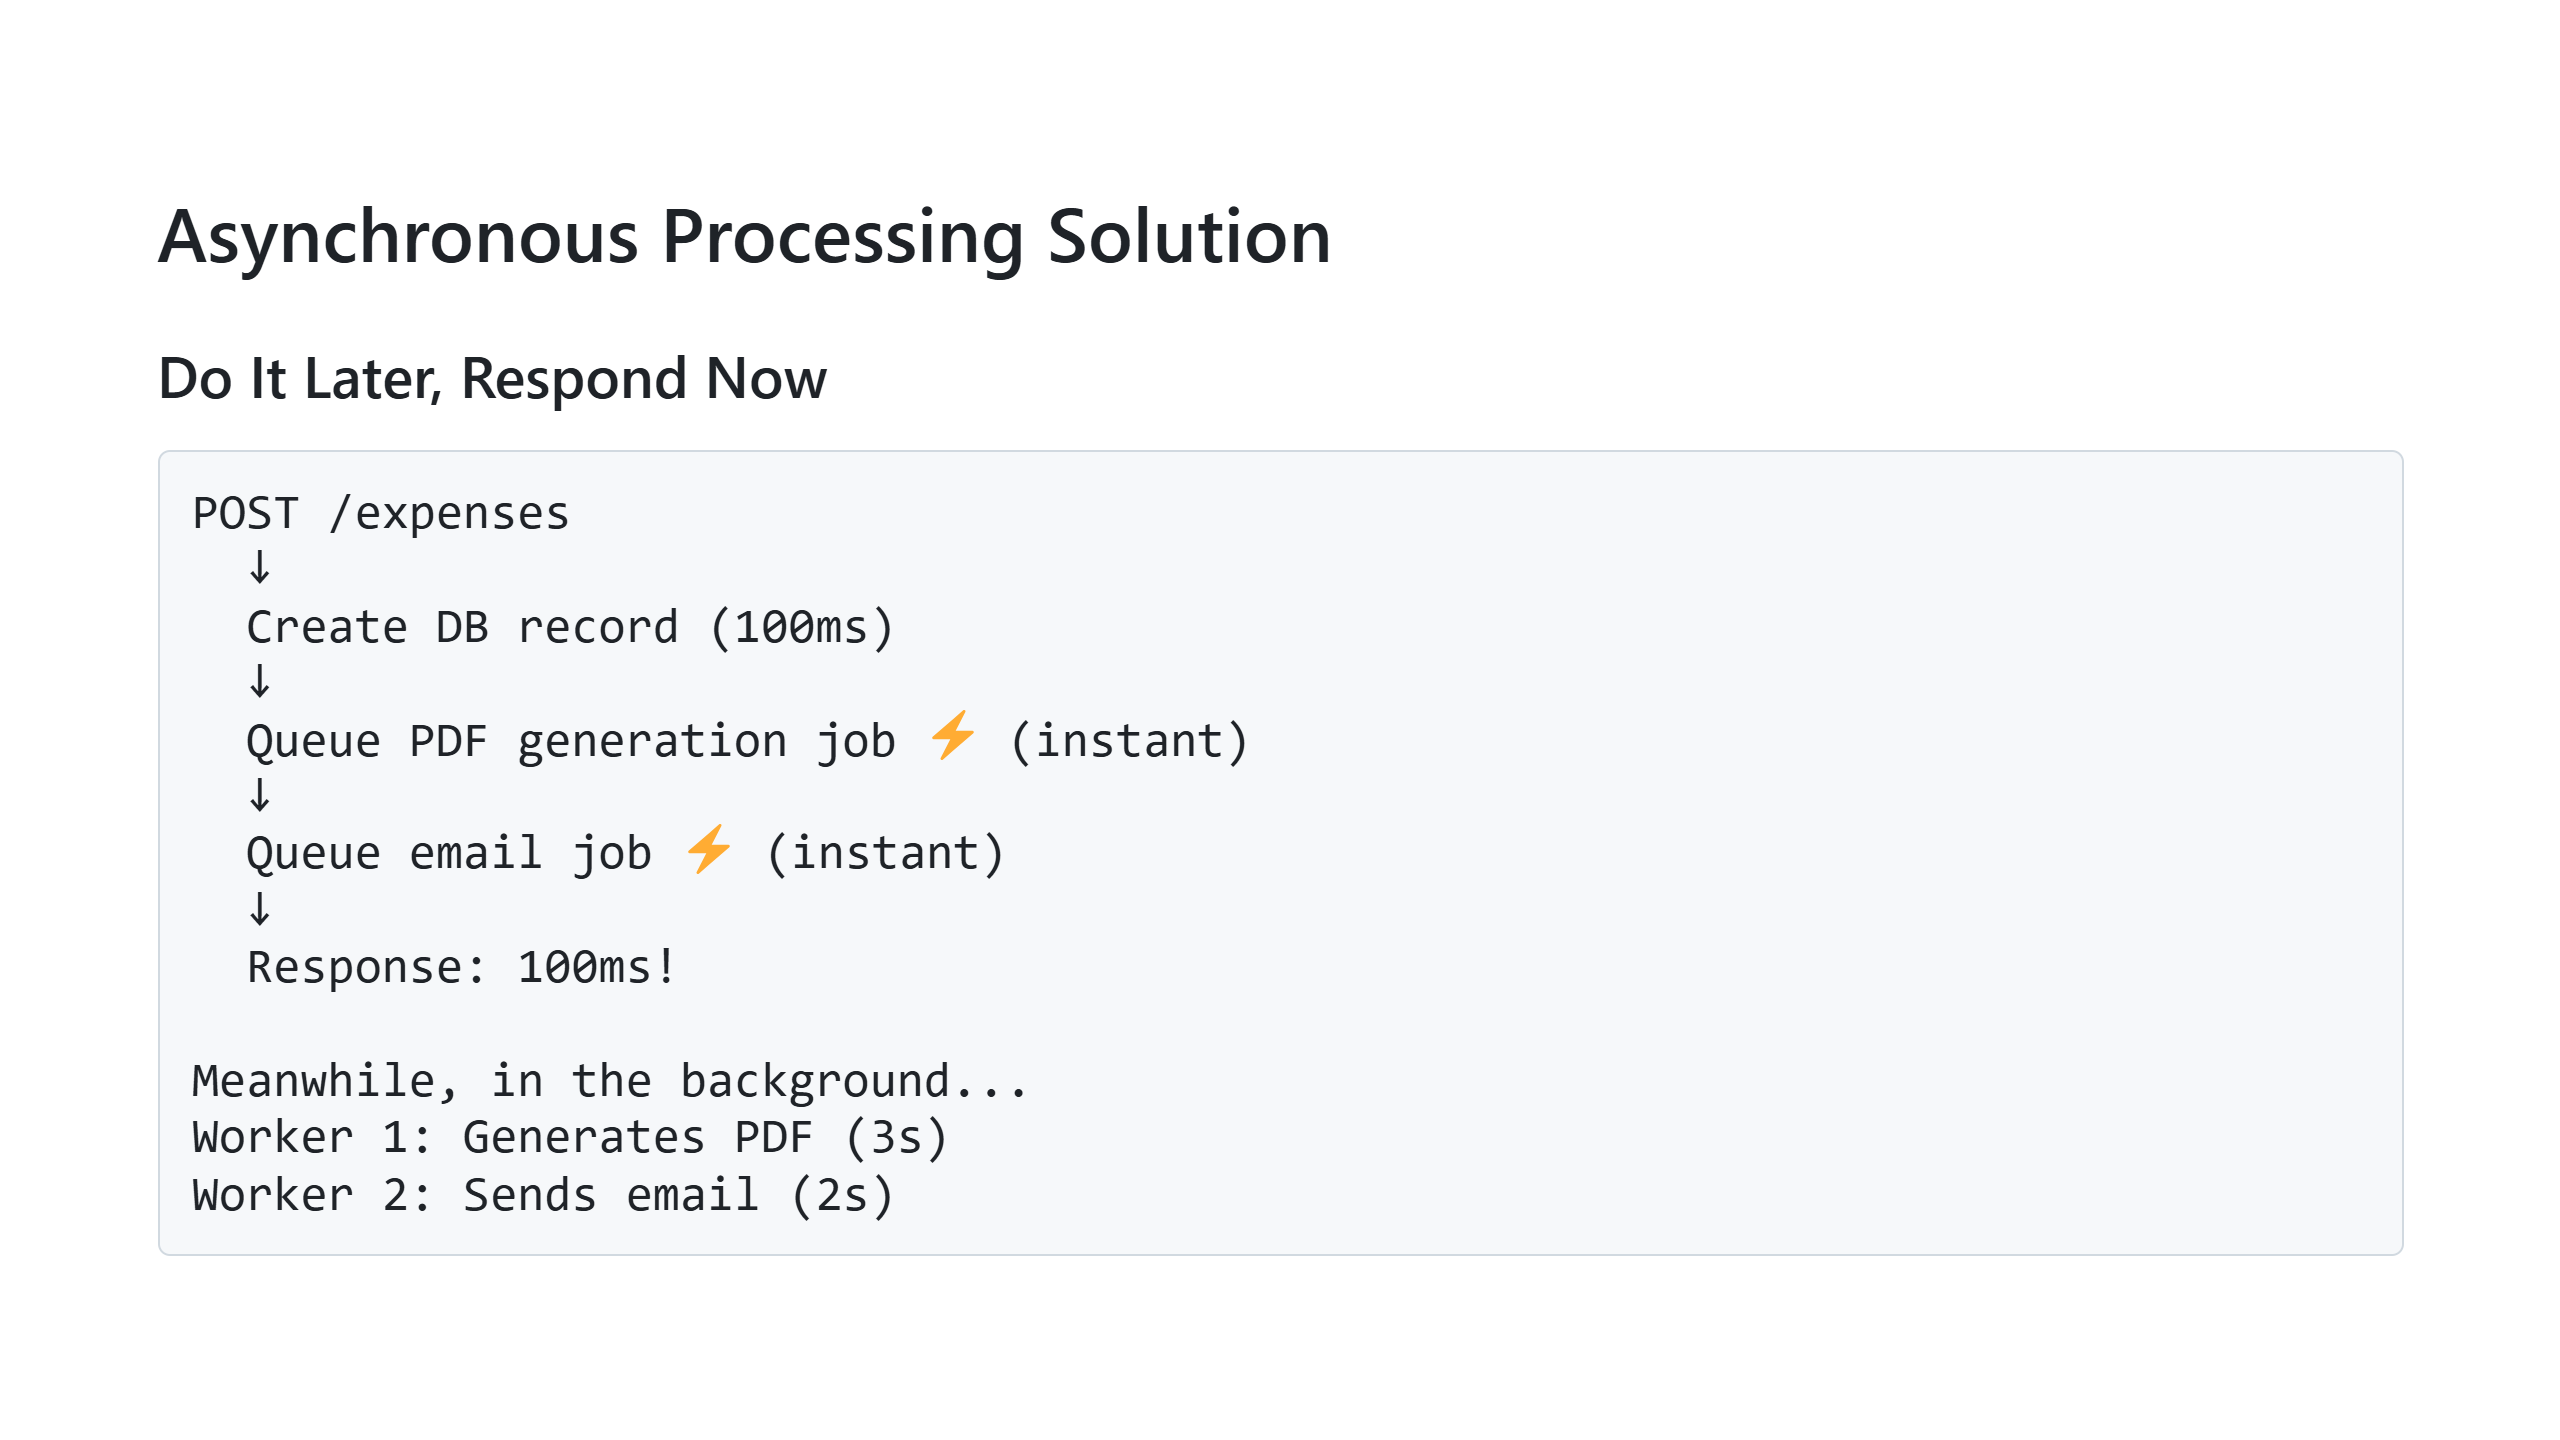 Asynchronous Processing Solution
Do It Later, Respond Now
POST /expenses
↓
Create DB record (100ms)
↓
Queue PDF generation job ⚡ (instant)
↓
Queue email job ⚡ (instant)
↓
Response: 100ms!
Meanwhile, in the background...
Worker 1: Generates PDF (3s)
Worker 2: Sends email (2s)